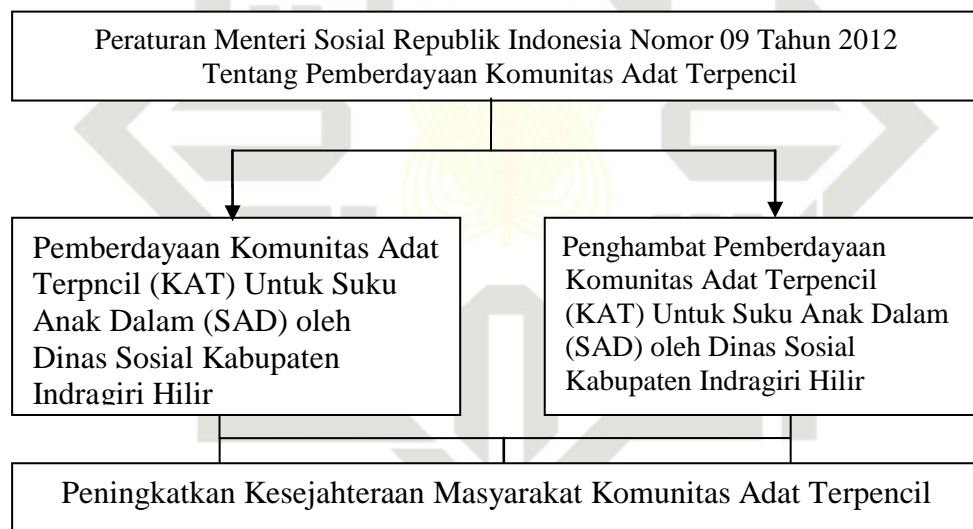 Peraturan Menteri Sosial Republik Indonesia Nomor 09 Tahun 2012
Tentang Pemberdayaan Komunitas Adat Terpencil
Pemberdayaan Komunitas Adat
Terpncil (KAT) Untuk Suku
Anak Dalam (SAD) oleh
Dinas Sosial Kabupaten
Indragiri Hilir
Penghambat Pemberdayaan
Komunitas Adat Terpencil
(KAT) Untuk Suku Anak Dalam
(SAD) oleh Dinas Sosial
Kabupaten Indragiri Hilir
Peningkatkan Kesejahteraan Masyarakat Komunitas Adat Terpencil